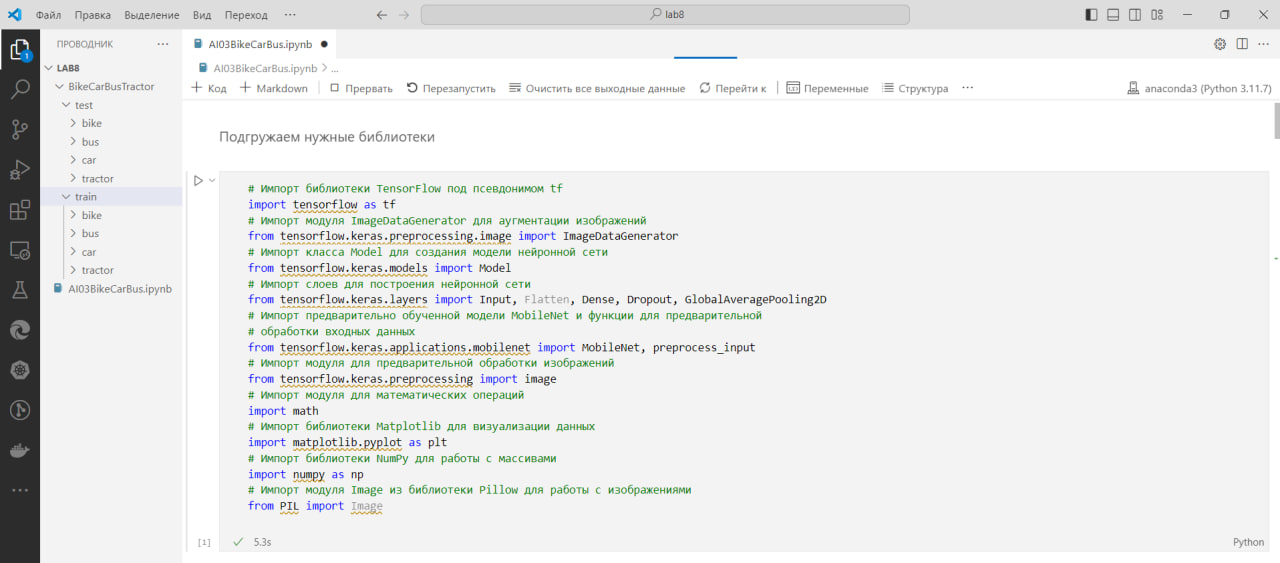 Файл Правка Выделение Вид Переход ··· lab8
ПРОВОДНИК ···
LAB8
BikeCarBusTractor
test
bike
bus
car
tractor
train
bike
bus
car
tractor
AI03BikeCarBus.ipynb
1
AI03BikeCarBus.ipynb ●
AI03BikeCarBus.ipynb > ...
+ Код + Markdown Прервать Перезапустить Очистить все выходные данные Перейти к Переменные Структура ··· anaconda3 (Python 3.11.7)
Подгружаем нужные библиотеки
# Импорт библиотеки TensorFlow под псевдонимом tf
import tensorflow as tf
# Импорт модуля ImageDataGenerator для аугментации изображений
from tensorflow.keras.preprocessing.image import ImageDataGenerator
# Импорт класса Model для создания модели нейронной сети
from tensorflow.keras.models import Model
# Импорт слоев для построения нейронной сети
from tensorflow.keras.layers import Input, Flatten, Dense, Dropout, GlobalAveragePooling2D
# Импорт предварительно обученной модели MobileNet и функции для предварительной
# обработки входных данных
from tensorflow.keras.applications.mobilenet import MobileNet, preprocess_input
# Импорт модуля для предварительной обработки изображений
from tensorflow.keras.preprocessing import image
# Импорт модуля для математических операций
import math
# Импорт библиотеки Matplotlib для визуализации данных
import matplotlib.pyplot as plt
# Импорт библиотеки NumPy для работы с массивами
import numpy as np
# Импорт модуля Image из библиотеки Pillow для работы с изображениями
from PIL import Image
[1] ✓ 5.3s Python